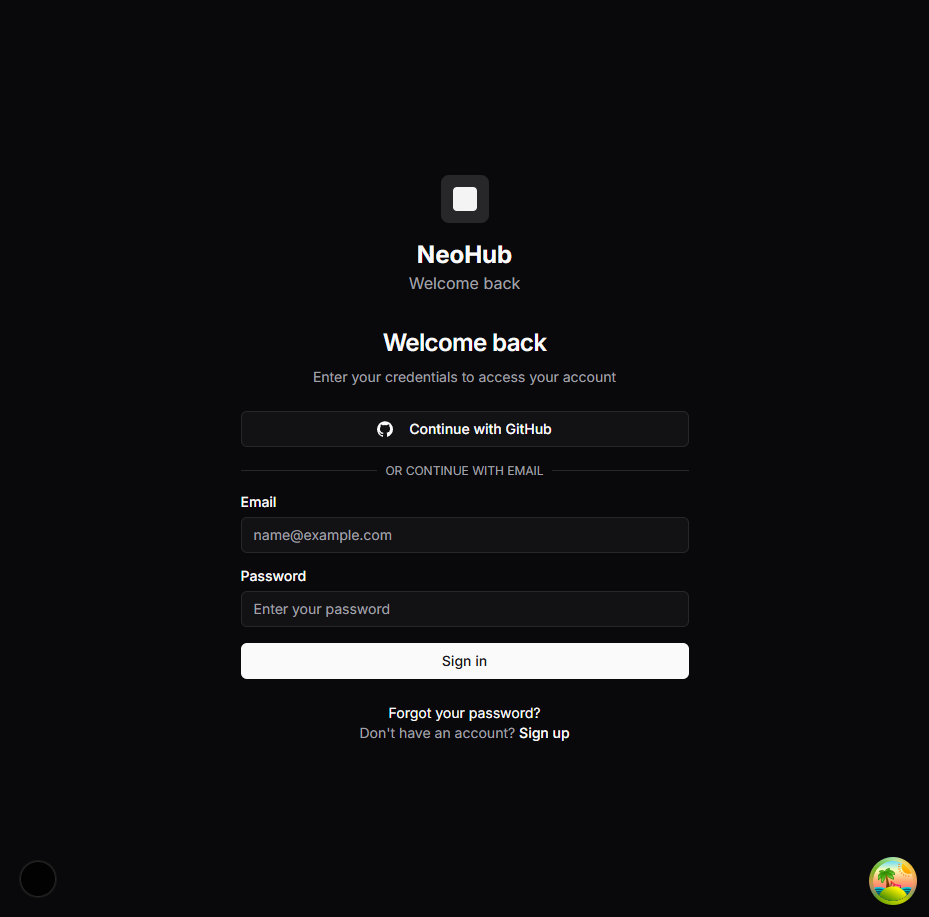 NeoHub
Welcome back
Welcome back
Enter your credentials to access your account
Continue with GitHub
OR CONTINUE WITH EMAIL
Email
name@example.com
Password
Enter your password
Sign in
Forgot your password?
Don't have an account? Sign up